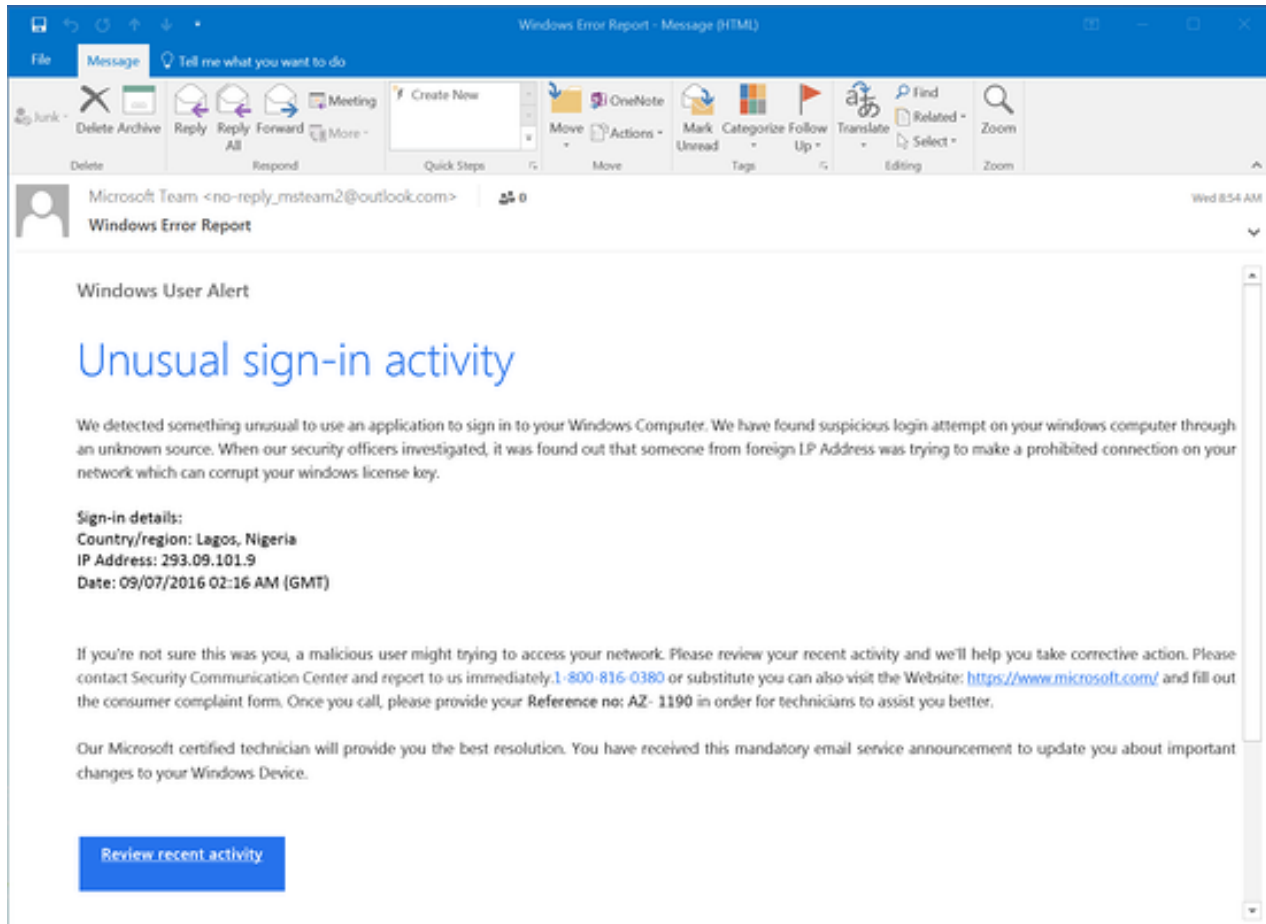 Windows Error Report - Message (HTML)
File
Message
Tell me what you want to do
Junk
Delete
Archive
Reply
Reply All
Forward
Meeting
More
Create New
Move
OneNote
Actions
Mark Unread
Categorize
Follow Up
Translate
Find
Related
Select
Zoom
Delete
Respond
Quick Steps
Move
Tags
Editing
Zoom
Microsoft Team <no-reply_msteam2@outlook.com>
0
Wed 8:54 AM
Windows Error Report
Windows User Alert
Unusual sign-in activity
We detected something unusual to use an application to sign in to your Windows Computer. We have found suspicious login attempt on your windows computer through
an unknown source. When our security officers investigated, it was found out that someone from foreign I.P Address was trying to make a prohibited connection on your
network which can corrupt your windows license key.
Sign-in details:
Country/region: Lagos, Nigeria
IP Address: 293.09.101.9
Date: 09/07/2016 02:16 AM (GMT)
If you're not sure this was you, a malicious user might trying to access your network. Please review your recent activity and we'll help you take corrective action. Please
contact Security Communication Center and report to us immediately.1-800-816-0380 or substitute you can also visit the Website: https://www.microsoft.com/ and fill out
the consumer complaint form. Once you call, please provide your Reference no: AZ- 1190 in order for technicians to assist you better.
Our Microsoft certified technician will provide you the best resolution. You have received this mandatory email service announcement to update you about important
changes to your Windows Device.
Review recent activity